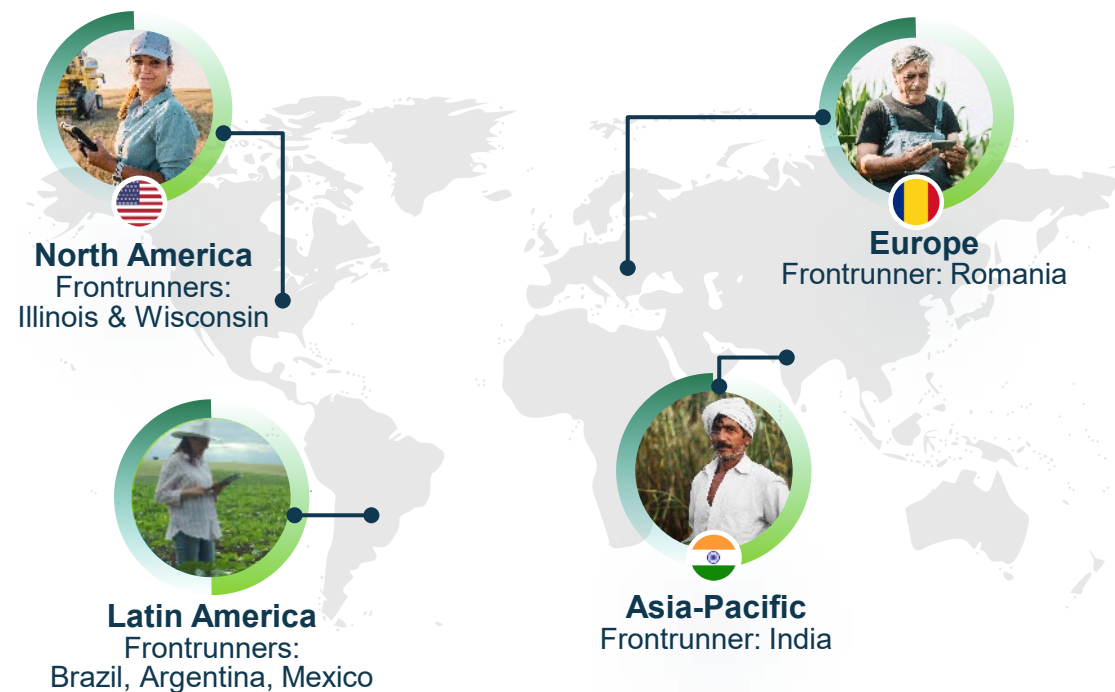 North America
Frontrunners:
Illinois & Wisconsin
Europe
Frontrunner: Romania
Latin America
Frontrunners:
Brazil, Argentina, Mexico
Asia-Pacific
Frontrunner: India